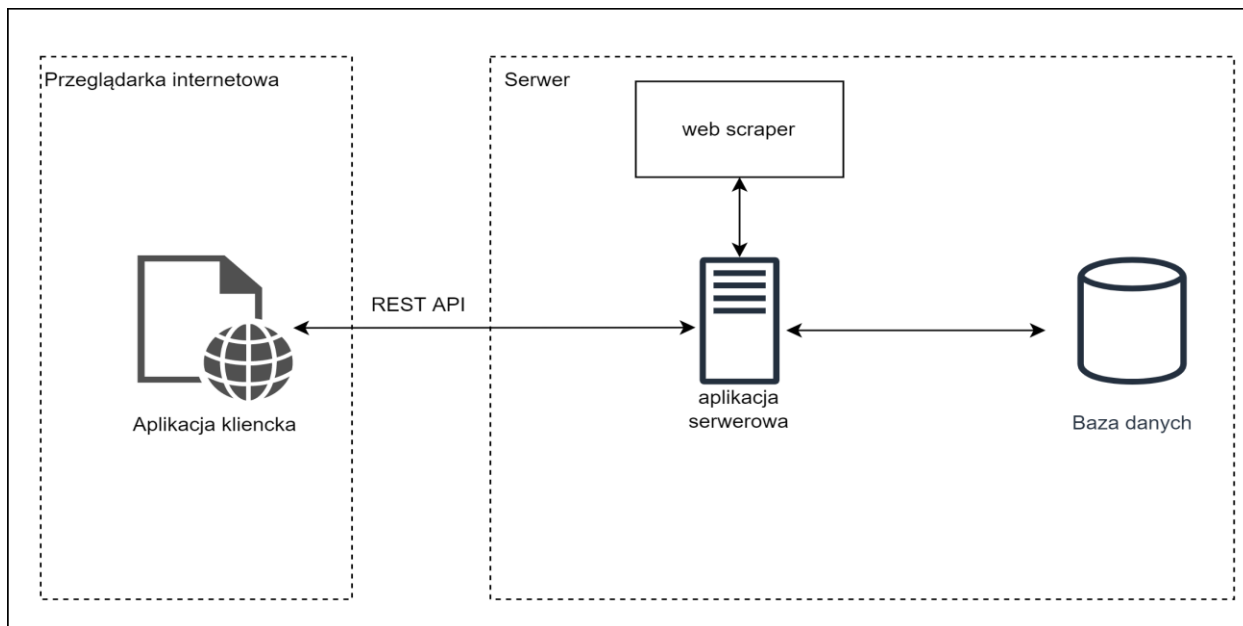 Przeglądarka internetowa
Serwer
web scraper
REST API
Aplikacja kliencka
aplikacja
serwerowa
Baza danych